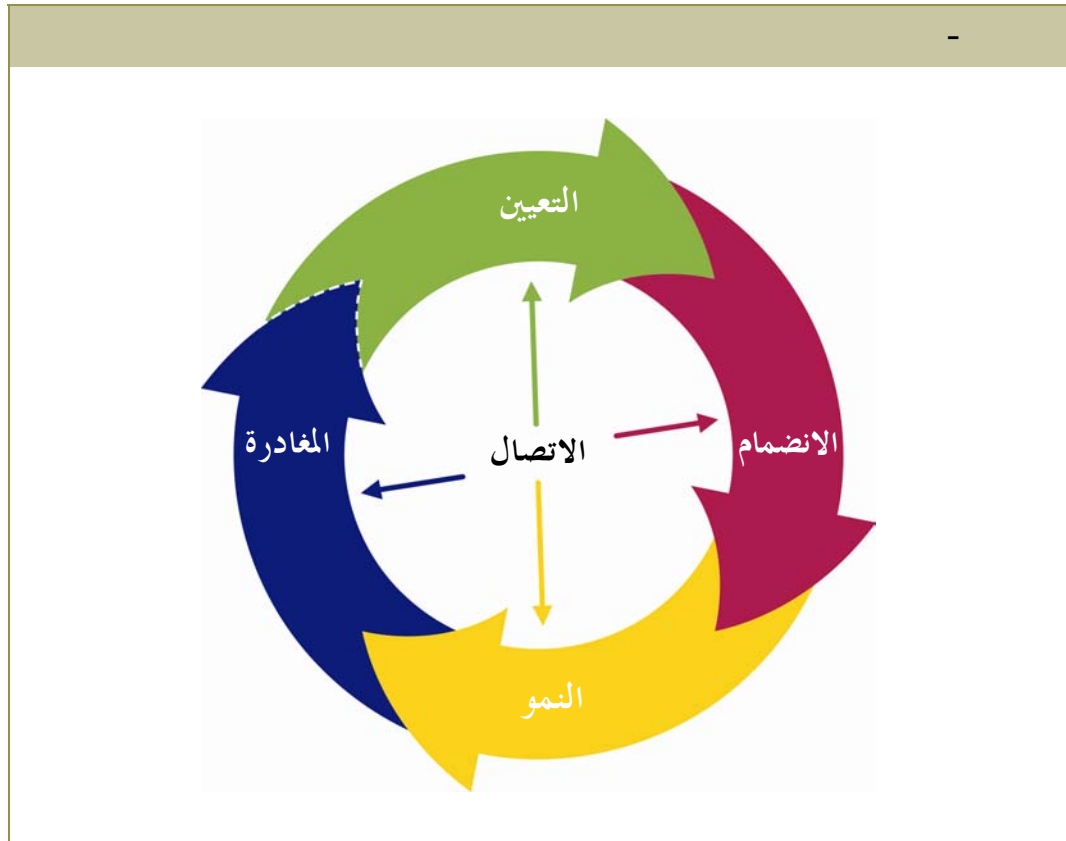 -
التعيين
الانضمام
الاتصال
المغادرة
النمو